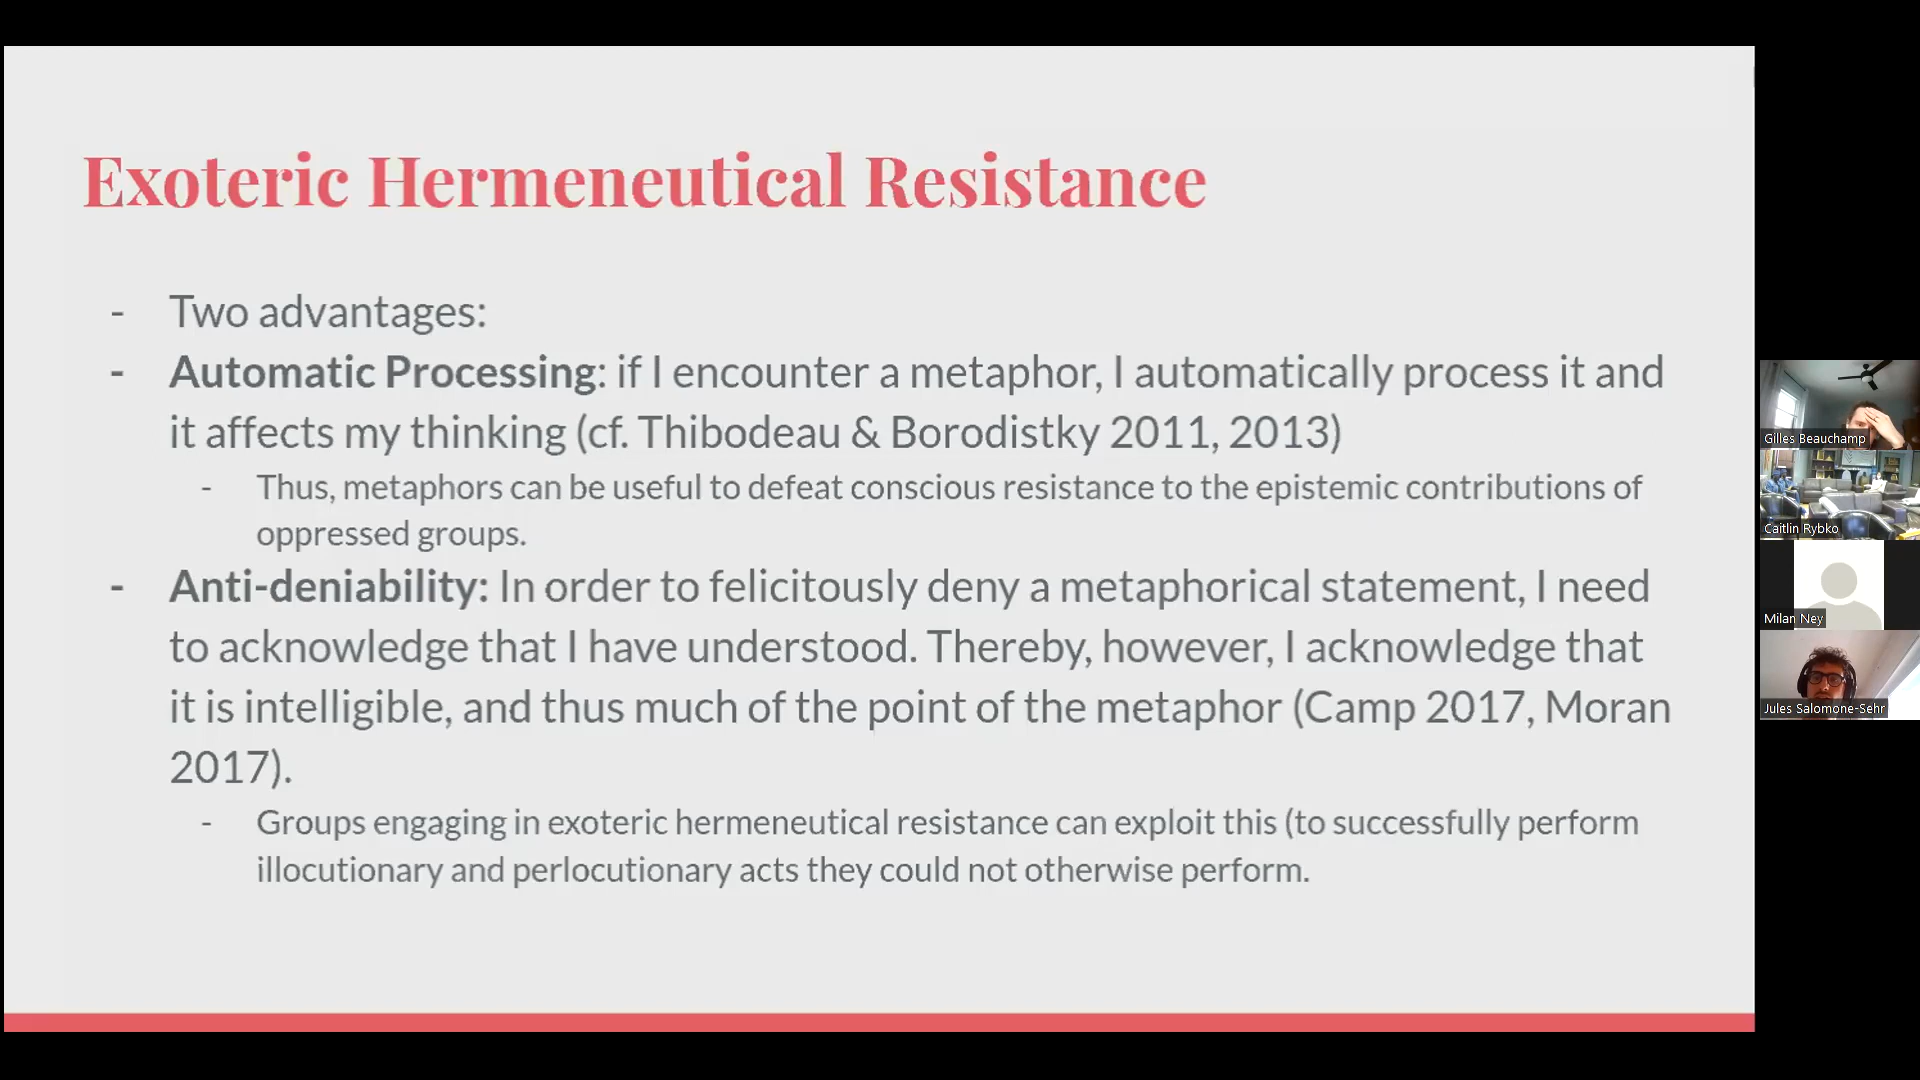 Exoteric Hermeneutical Resistance
- Two advantages:
- Automatic Processing: if I encounter a metaphor, I automatically process it and
it affects my thinking (cf. Thibodeau & Borodistky 2011, 2013)
- Thus, metaphors can be useful to defeat conscious resistance to the epistemic contributions of
oppressed groups.
- Anti-deniability: In order to felicitously deny a metaphorical statement, I need
to acknowledge that I have understood. Thereby, however, I acknowledge that
it is intelligible, and thus much of the point of the metaphor (Camp 2017, Moran
2017).
- Groups engaging in exoteric hermeneutical resistance can exploit this (to successfully perform
illocutionary and perlocutionary acts they could not otherwise perform.
Gilles Beauchamp
Caitlin Rybko
Milan Ney
Jules Salomone-Sehr